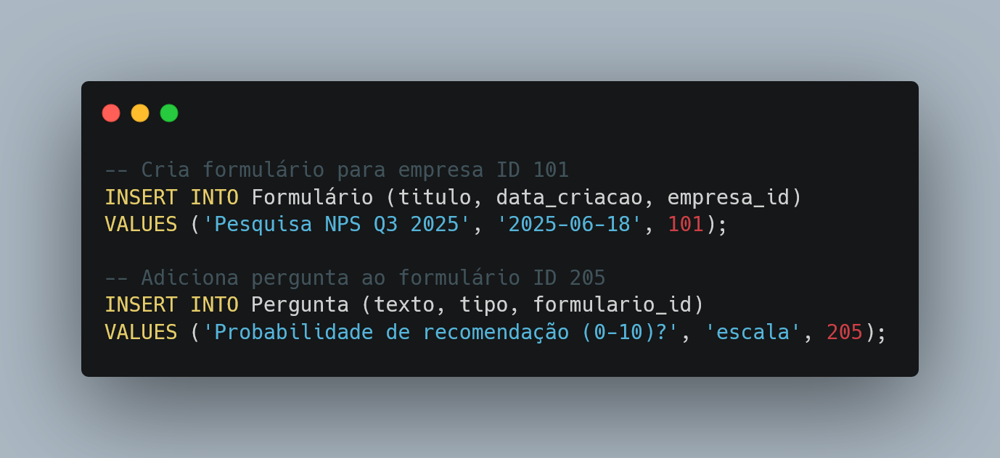 -- Cria formulário para empresa ID 101
INSERT INTO Formulário (titulo, data_criacao, empresa_id)
VALUES ('Pesquisa NPS Q3 2025', '2025-06-18', 101);
-- Adiciona pergunta ao formulário ID 205
INSERT INTO Pergunta (texto, tipo, formulario_id)
VALUES ('Probabilidade de recomendação (0-10)?', 'escala', 205);